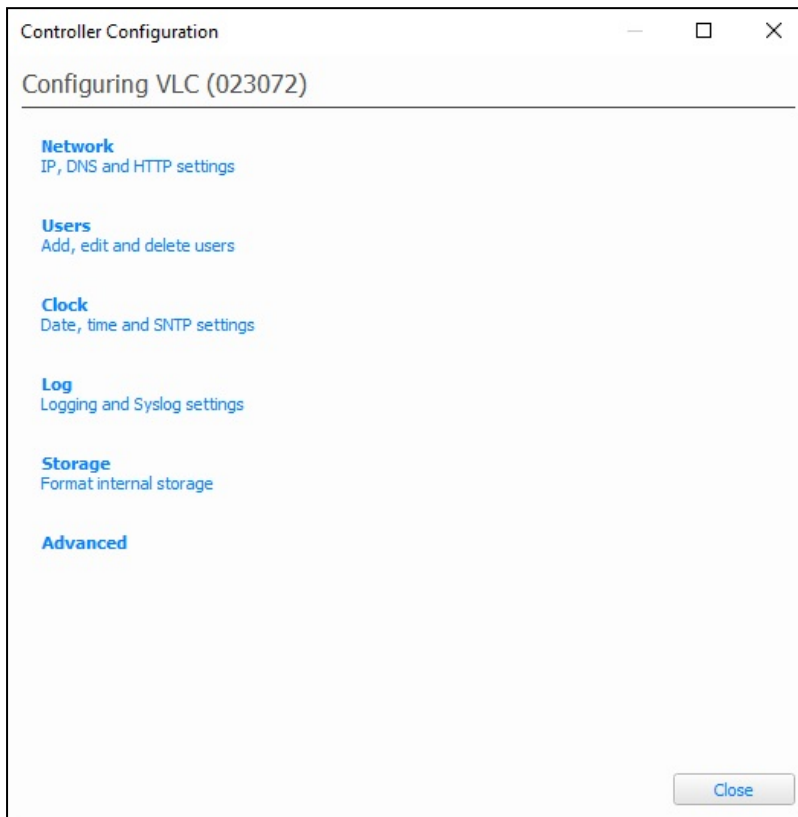 Controller Configuration
Configuring VLC (023072)
Network
IP, DNS and HTTP settings
Users
Add, edit and delete users
Clock
Date, time and SNTP settings
Log
Logging and Syslog settings
Storage
Format internal storage
Advanced
Close